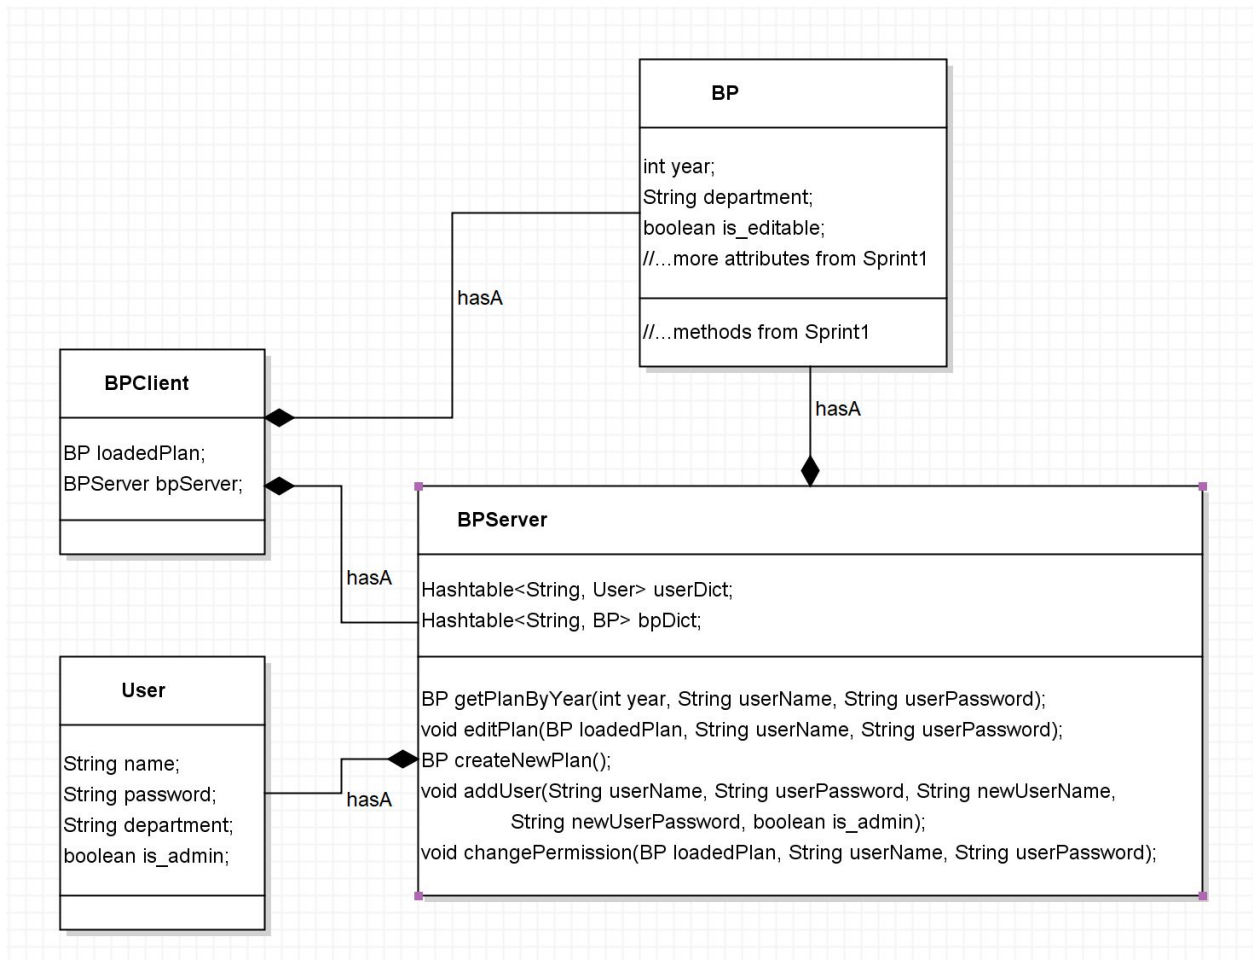 BP
int year;
String department;
boolean is_editable;
//...more attributes from Sprint1
//...methods from Sprint1
hasA
hasA
BPClient
BP loadedPlan;
BPServer bpServer;
hasA
BPServer
Hashtable<String, User> userDict;
Hashtable<String, BP> bpDict;
BP getPlanByYear(int year, String userName, String userPassword);
void editPlan(BP loadedPlan, String userName, String userPassword);
BP createNewPlan();
void addUser(String userName, String userPassword, String newUserName,
String newUserPassword, boolean is_admin);
void changePermission(BP loadedPlan, String userName, String userPassword);
User
String name;
String password;
String department;
boolean is_admin;
hasA